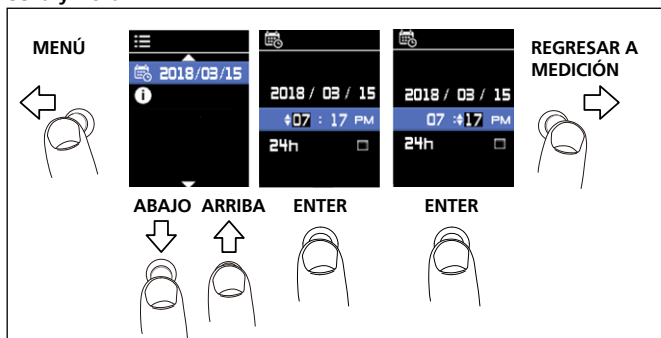 MENÚ
2018/03/15
i
2018 / 03 / 15
07 : 17 PM
24h
2018 / 03 / 15
07 : 17 PM
24h
REGRESAR A
MEDICIÓN
ABAJO ARRIBA ENTER ENTER